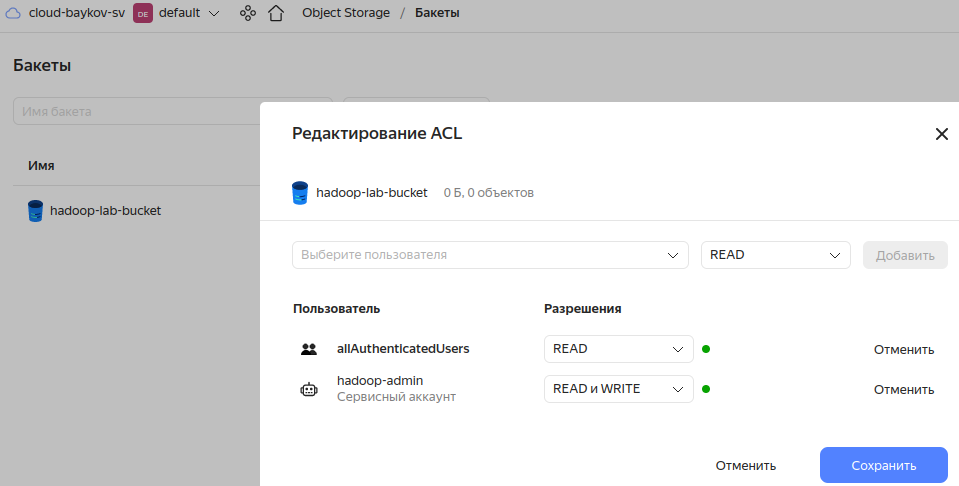 cloud-baykov-sv DE default Object Storage / Бакеты
Бакеты
Имя бакета
Имя
hadoop-lab-bucket
Редактирование ACL
hadoop-lab-bucket 0 Б, 0 объектов
Выберите пользователя READ Добавить
Пользователь Разрешения
allAuthenticatedUsers READ Отменить
hadoop-admin READ и WRITE Отменить
Сервисный аккаунт
Отменить Сохранить